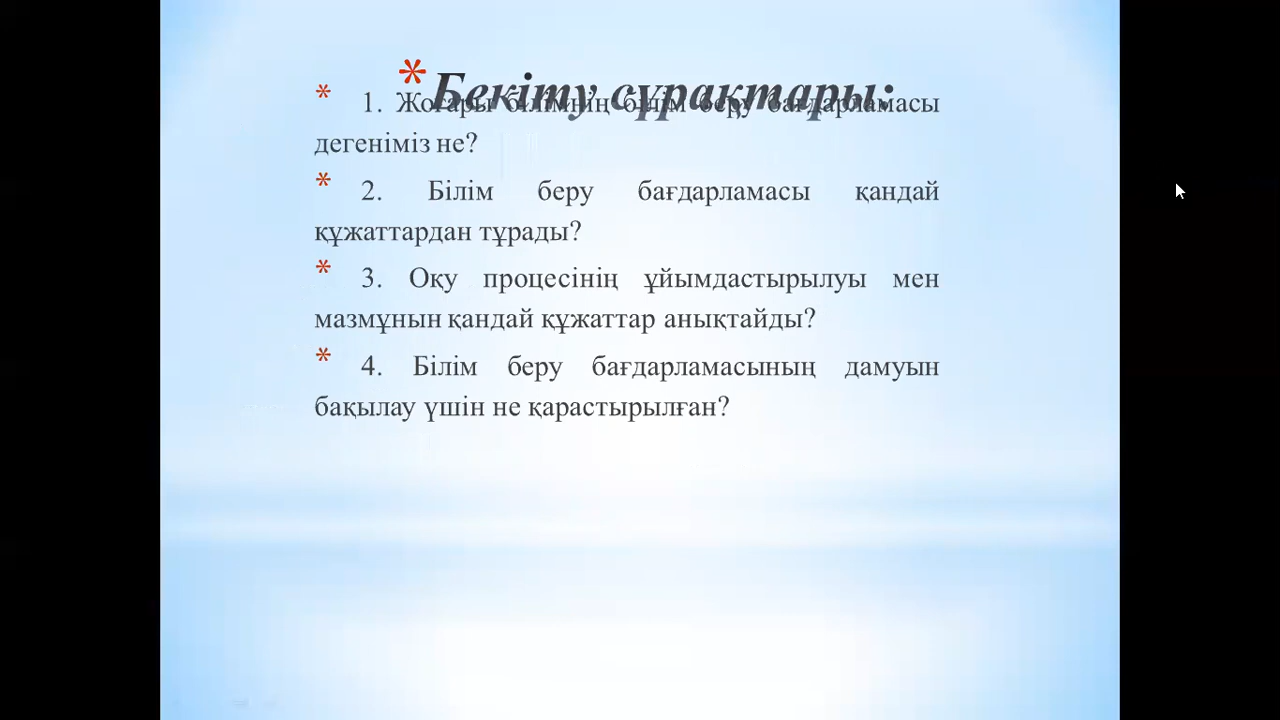 * Бекіту сұрақтары:
* 1. Жоғары білімнің білім беру бағдарламасы
дегеніміз не?
* 2. Білім беру бағдарламасы қандай
құжаттардан тұрады?
* 3. Оқу процесінің ұйымдастырылуы мен
мазмұнын қандай құжаттар анықтайды?
* 4. Білім беру бағдарламасының дамуын
бақылау үшін не қарастырылған?